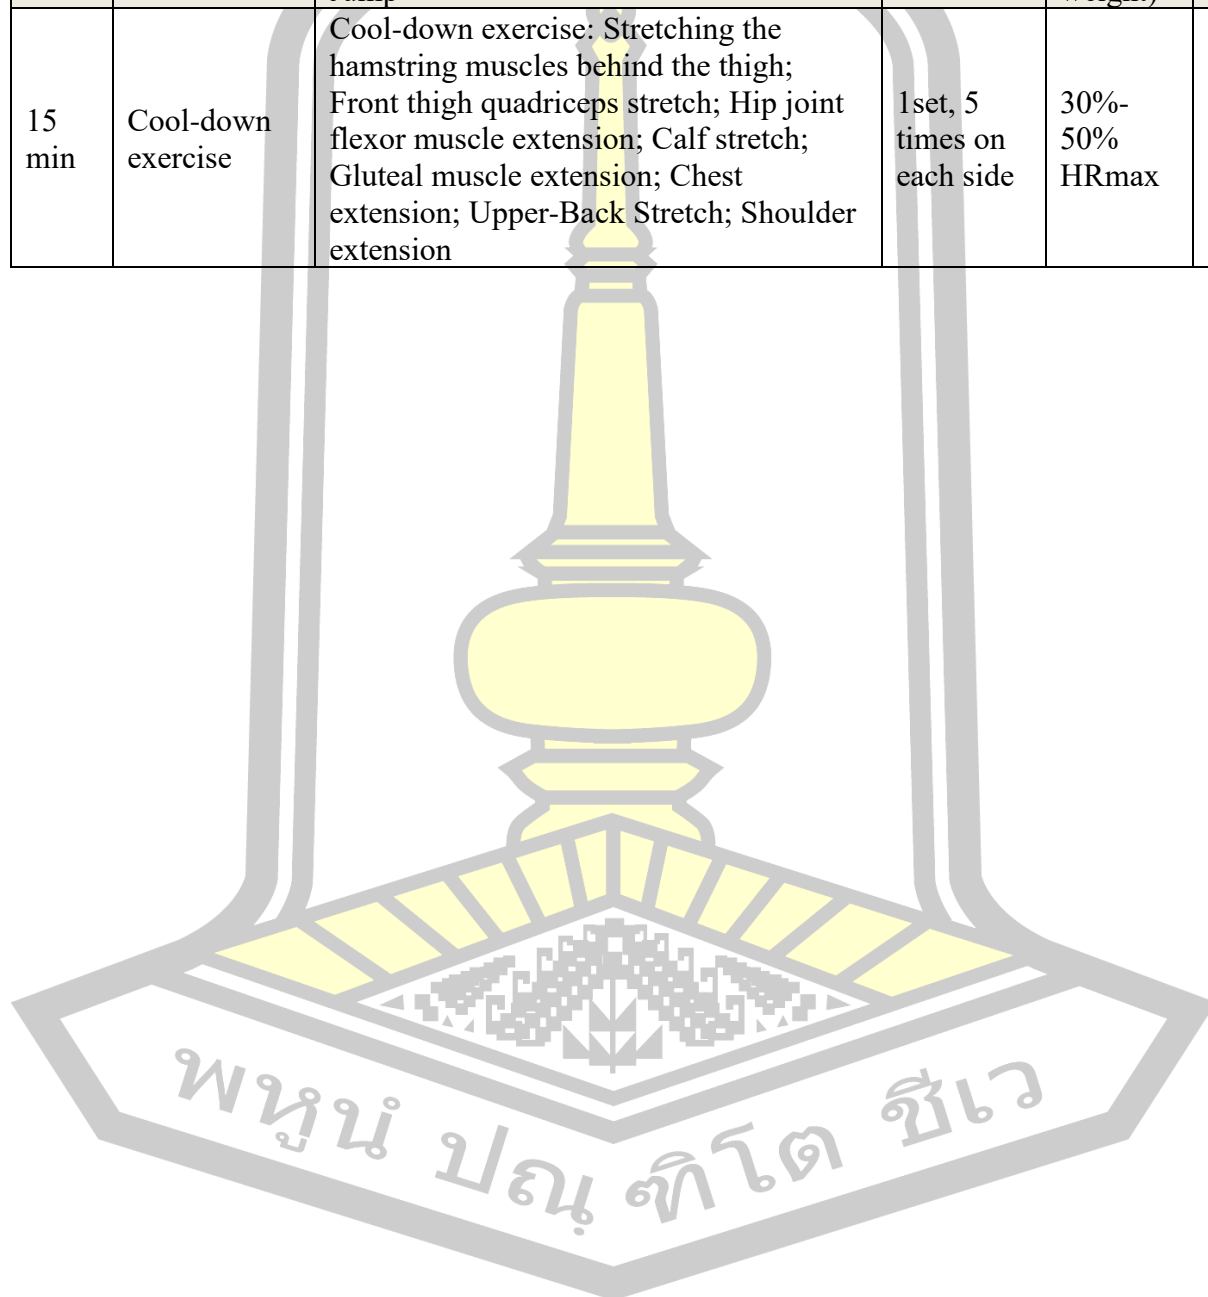 Cool-down exercise: Stretching the
hamstring muscles behind the thigh;
Front thigh quadriceps stretch; Hip joint
flexor muscle extension; Calf stretch;
Gluteal muscle extension; Chest
extension; Upper-Back Stretch; Shoulder
extension
15
min
Cool-down
exercise
1set, 5
times on
each side
30%-
50%
HRmax
พหูนํ ปณฺฑิโต ชีเว